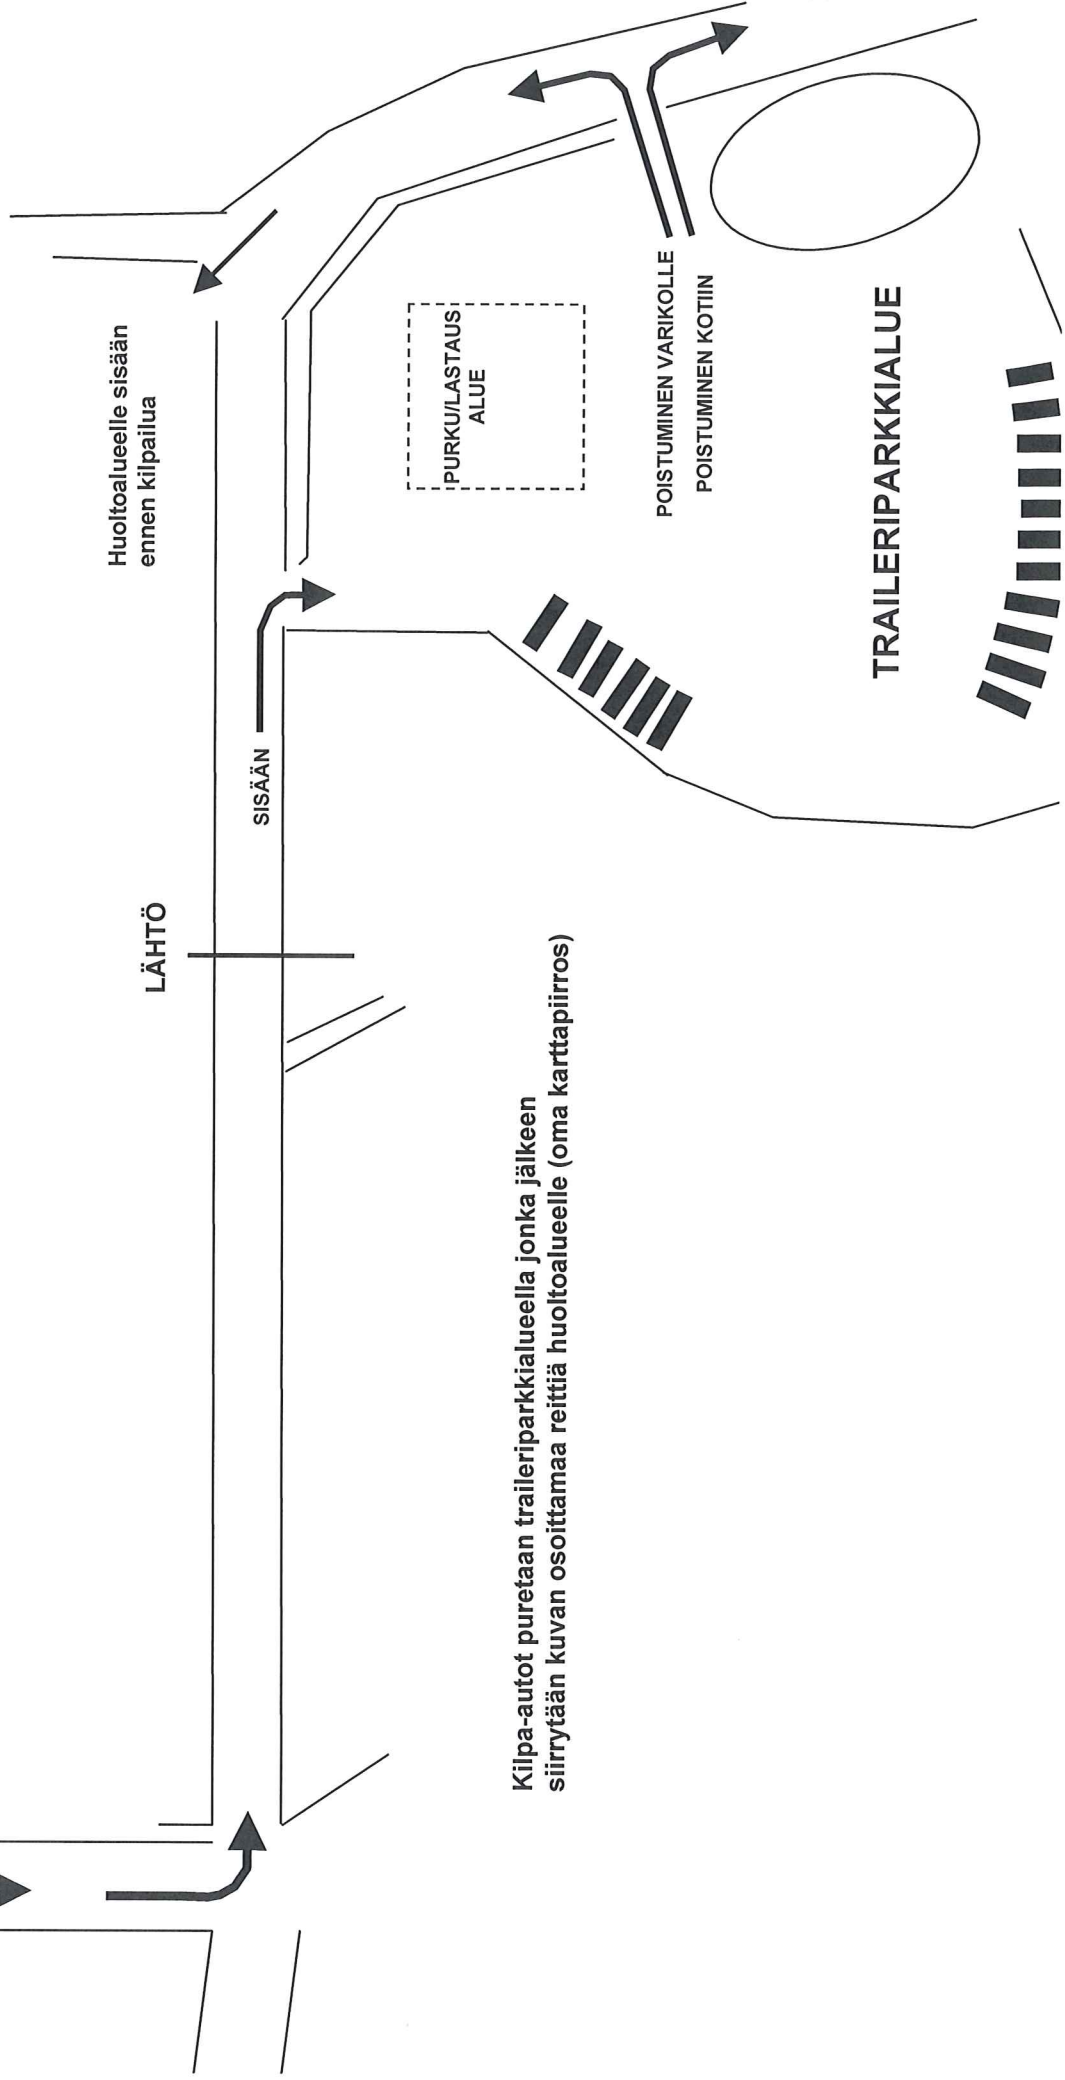 Huoltoalueelle sisään
ennen kilpailua
LÄHTÖ
SISÄÄN
PURKU/LASTAUS
ALUE
POISTUMINEN VARIKOLLE
POISTUMINEN KOTIIN
Kilpa-autot puretaan traileriparkkialueella jonka jälkeen
siirrytään kuvan osoittamaa reittiä huoltoalueelle (oma karttapiirros)
TRAILERIPARKKIALUE